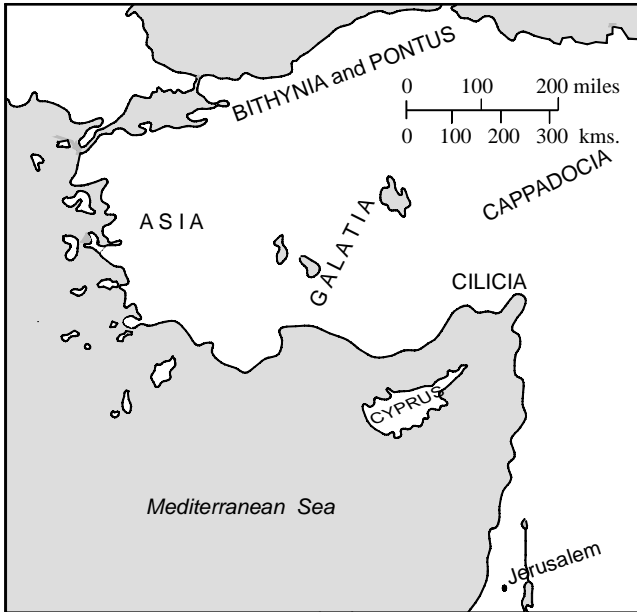 BITHYNIA and PONTUS
0 100 200 miles
0 100 200 300 kms.
CAPPADOCIA
ASIA
GALATIA
CILICIA
CYPRUS
Mediterranean Sea
Jerusalem